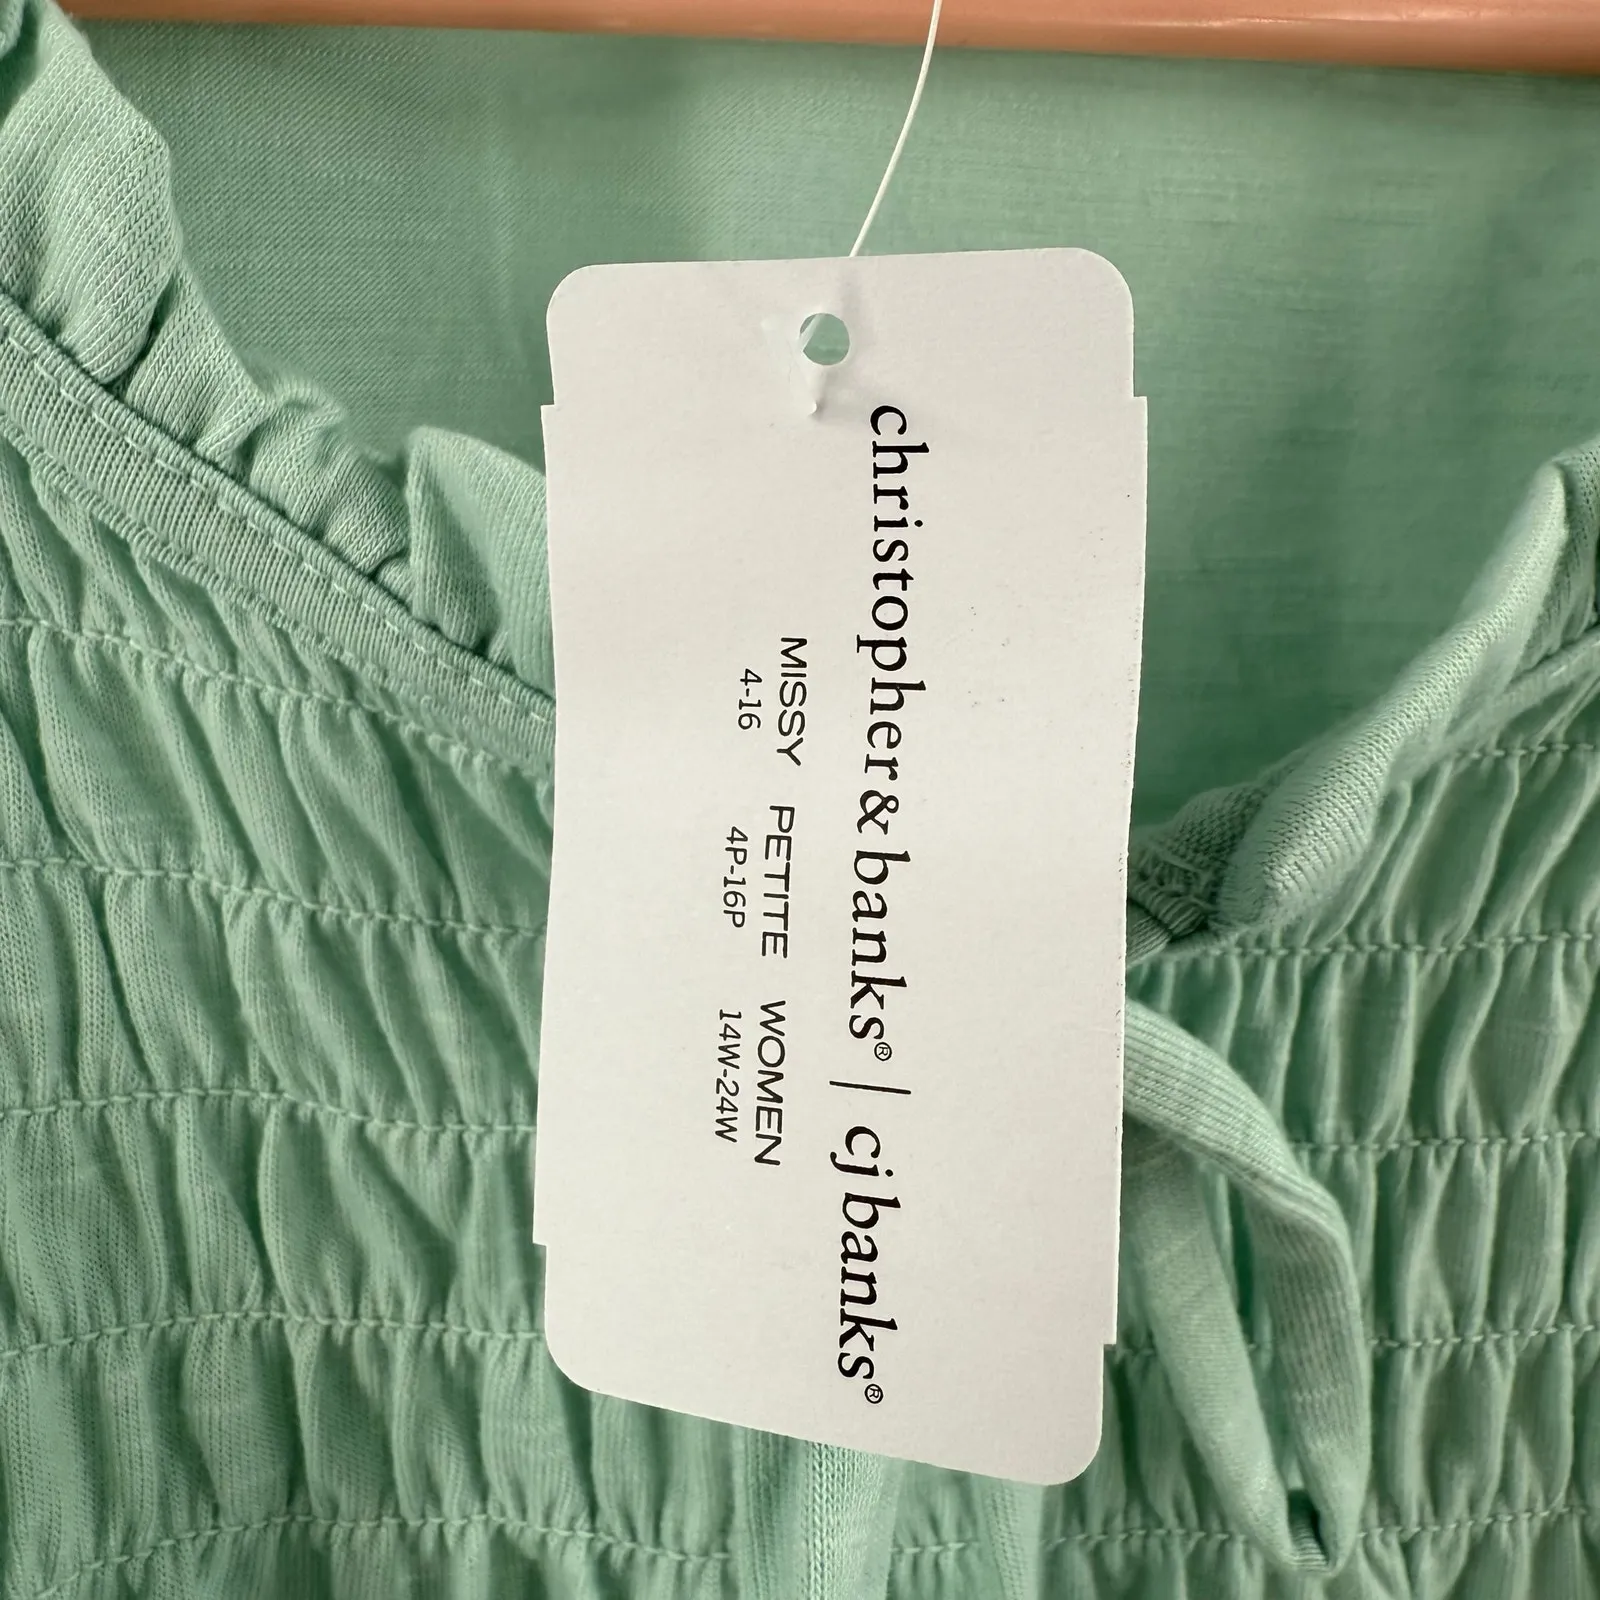 christopher&banks® | cj banks®
MISSY PETITE WOMEN
4-16 4P-16P 14W-24W